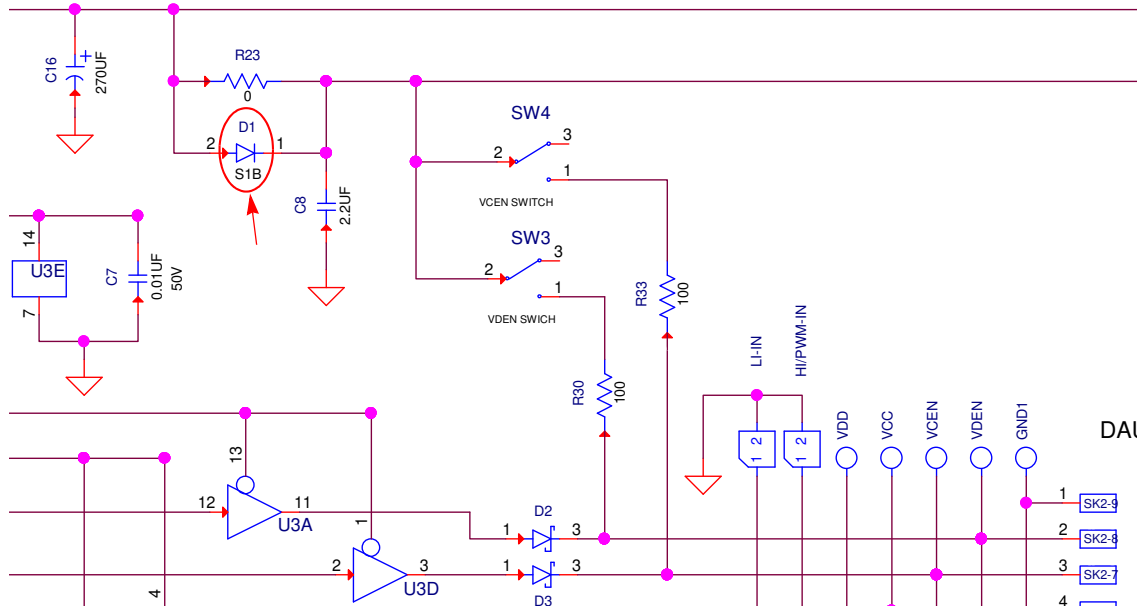 C16
270UF
R23
0
D1
2
1
S1B
C8
2.2UF
SW4
3
2
1
VCEN SWITCH
SW3
3
2
1
VDEN SWICH
14
U3E
7
C7
0.01UF
50V
R33
100
R30
100
LI-IN
HI/PWM-IN
1 2
1 2
VDD
VCC
VCEN
VDEN
GND1
DAU
13
12
11
U3A
1
2
3
U3D
4
D2
1
3
1
3
D3
1
SK2-9
2
SK2-8
3
SK2-7
4